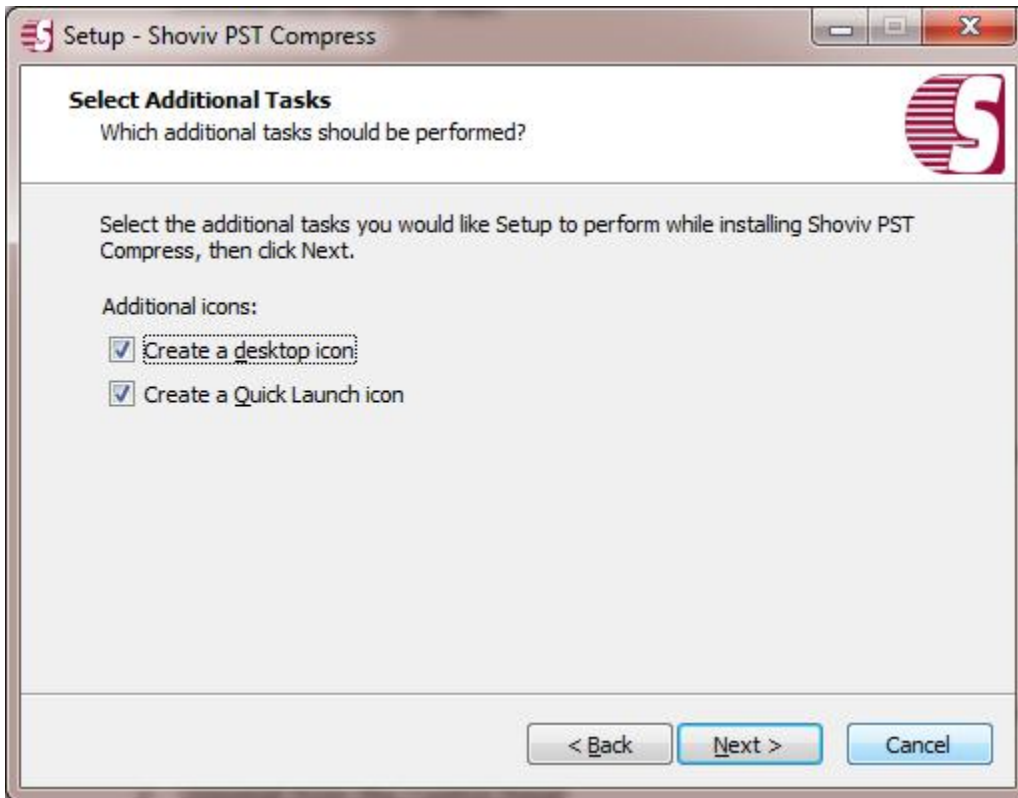 Setup - Shoviv PST Compress
Select Additional Tasks
Which additional tasks should be performed?
Select the additional tasks you would like Setup to perform while installing Shoviv PST
Compress, then click Next.
Additional icons:
Create a desktop icon
Create a Quick Launch icon
< Back
Next >
Cancel